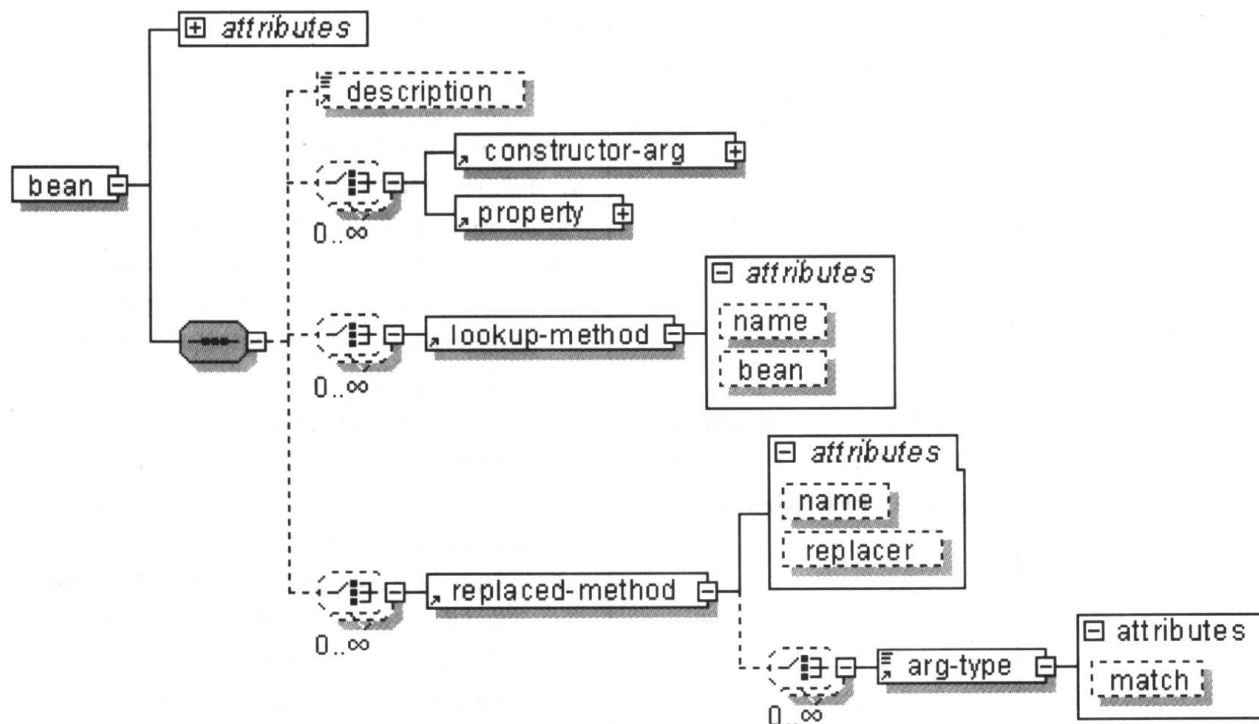 attributes
description
constructor-arg
bean
property
0..∞
attributes
name
lookup-method
bean
0..∞
attributes
name
replacer
replaced-method
0..∞
attributes
arg-type
match
0..∞